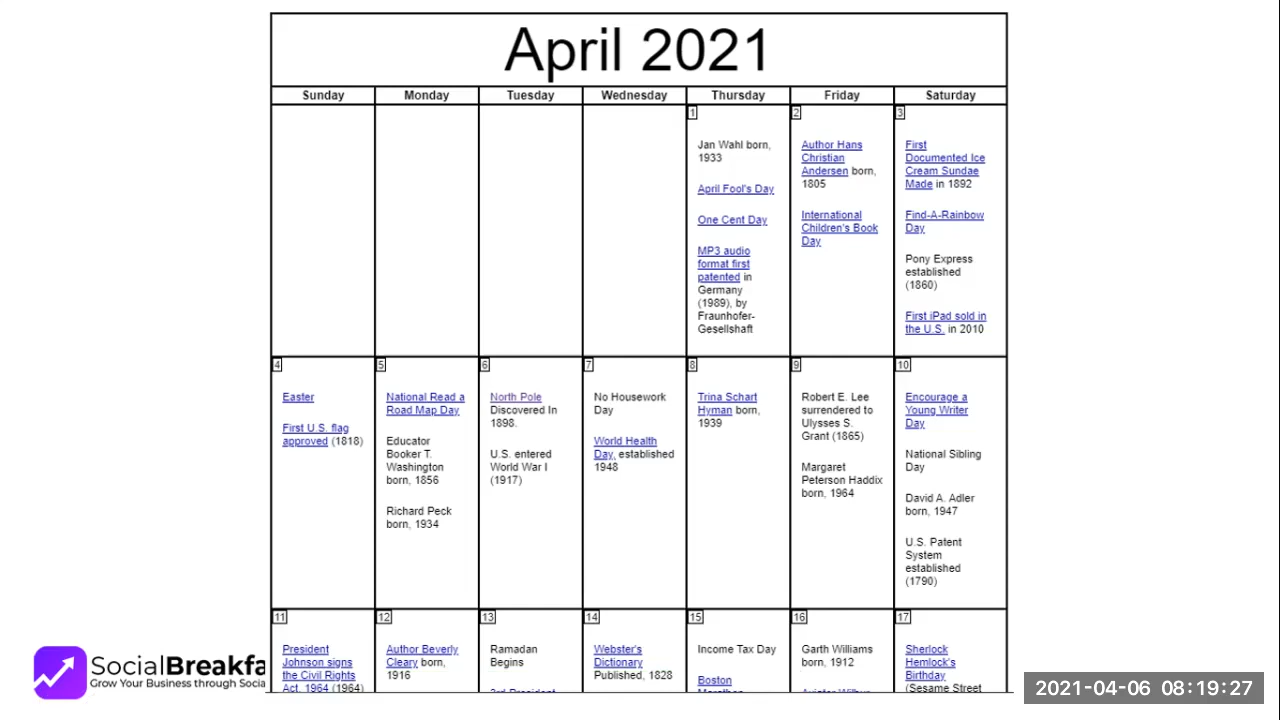 April 2021
Sunday Monday Tuesday Wednesday Thursday Friday Saturday
1
Jan Wahl born,
1933
April Fool's Day
One Cent Day
MP3 audio
format first
patented in
Germany
(1989), by
Fraunhofer-
Gesellshaft
2
Author Hans
Christian
Andersen born,
1805
International
Children's Book
Day
3
First
Documented Ice
Cream Sundae
Made in 1892
Find-A-Rainbow
Day
Pony Express
established
(1860)
First iPad sold in
the U.S. in 2010
4
Easter
First U.S. flag
approved (1818)
5
National Read a
Road Map Day
Educator
Booker T.
Washington
born, 1856
Richard Peck
born, 1934
6
North Pole
Discovered In
1898.
U.S. entered
World War I
(1917)
7
No Housework
Day
World Health
Day, established
1948
8
Trina Schart
Hyman born,
1939
9
Robert E. Lee
surrendered to
Ulysses S.
Grant (1865)
Margaret
Peterson Haddix
born, 1964
10
Encourage a
Young Writer
Day
National Sibling
Day
David A. Adler
born, 1947
U.S. Patent
System
established
(1790)
11
President
Johnson signs
the Civil Rights
Act, 1964 (1964)
12
Author Beverly
Cleary born,
1916
13
Ramadan
Begins
3rd President
14
Webster's
Dictionary
Published, 1828
15
Income Tax Day
Boston
Marathon
16
Garth Williams
born, 1912
Aviator Wilbur
17
Sherlock
Hemlock's
Birthday
(Sesame Street
SocialBreakfa
Grow Your Business through Socia
2021-04-06 08:19:27